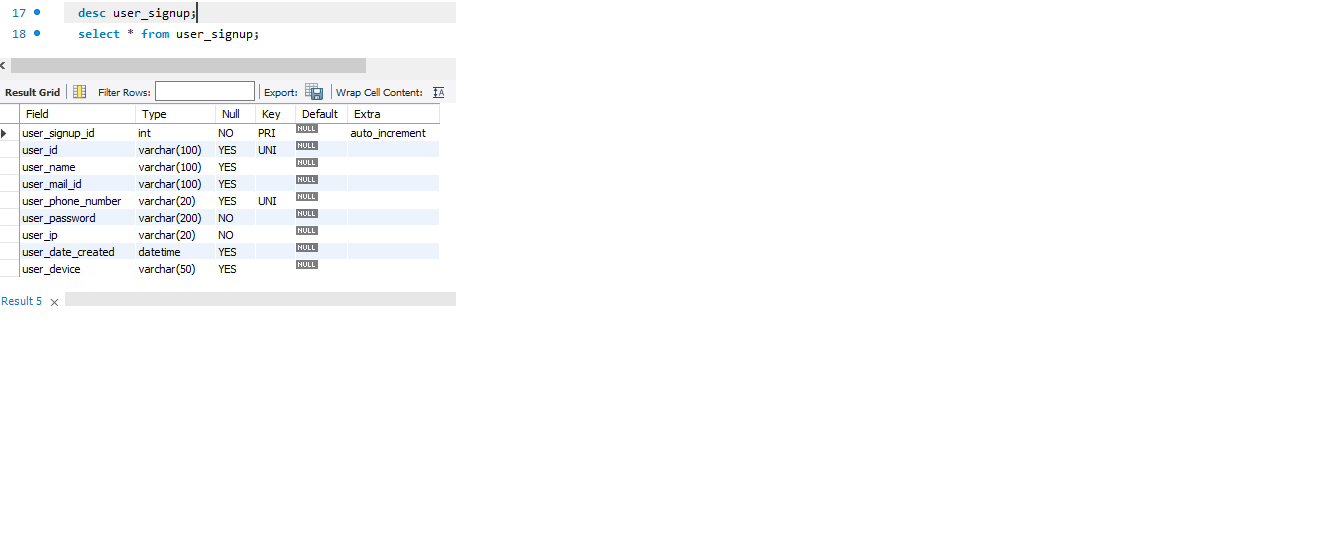 17 desc user_signup;
18 select * from user_signup;
Result Grid Filter Rows: Export: Wrap Cell Content: IA
Field Type Null Key Default Extra
user_signup_id int NO PRI NULL auto_increment
user_id varchar(100) YES UNI NULL
user_name varchar(100) YES NULL
user_mail_id varchar(100) YES NULL
user_phone_number varchar(20) YES UNI NULL
user_password varchar(200) NO NULL
user_ip varchar(20) NO NULL
user_date_created datetime YES NULL
user_device varchar(50) YES NULL
Result 5